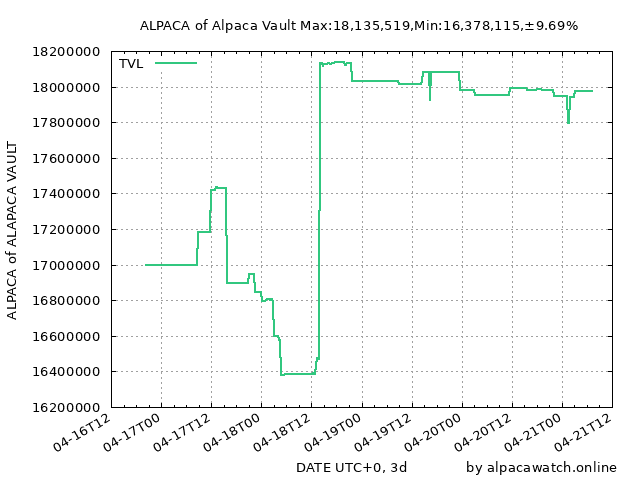 ALPACA of Alpaca Vault Max:18,135,519,Min:16,378,115,±9.69%
TVL
ALPACA of ALAPACA VAULT
18200000
18000000
17800000
17600000
17400000
17200000
17000000
16800000
16600000
16400000
16200000
04-16T12
04-17T00
04-17T12
04-18T00
04-18T12
04-19T00
04-19T12
04-20T00
04-20T12
04-21T00
04-21T12
DATE UTC+0, 3d
by alpacawatch.online